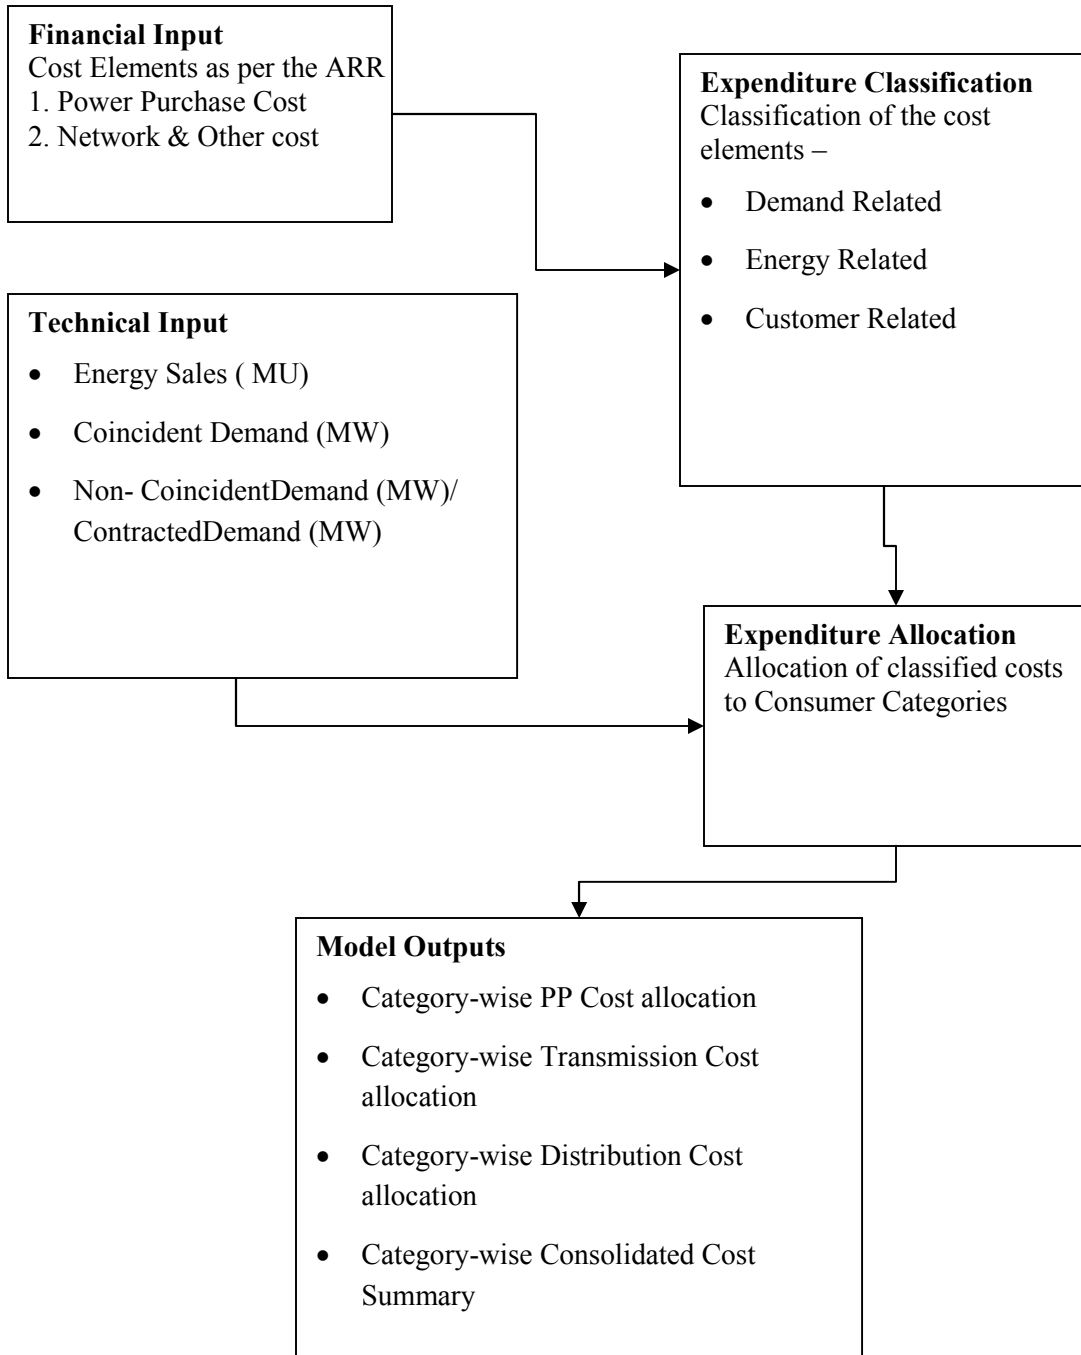 Financial Input
Cost Elements as per the ARR
1. Power Purchase Cost
2. Network & Other cost
Expenditure Classification
Classification of the cost
elements –
• Demand Related
• Energy Related
• Customer Related
Technical Input
• Energy Sales ( MU)
• Coincident Demand (MW)
• Non- CoincidentDemand (MW)/
ContractedDemand (MW)
Expenditure Allocation
Allocation of classified costs
to Consumer Categories
Model Outputs
• Category-wise PP Cost allocation
• Category-wise Transmission Cost
allocation
• Category-wise Distribution Cost
allocation
• Category-wise Consolidated Cost
Summary